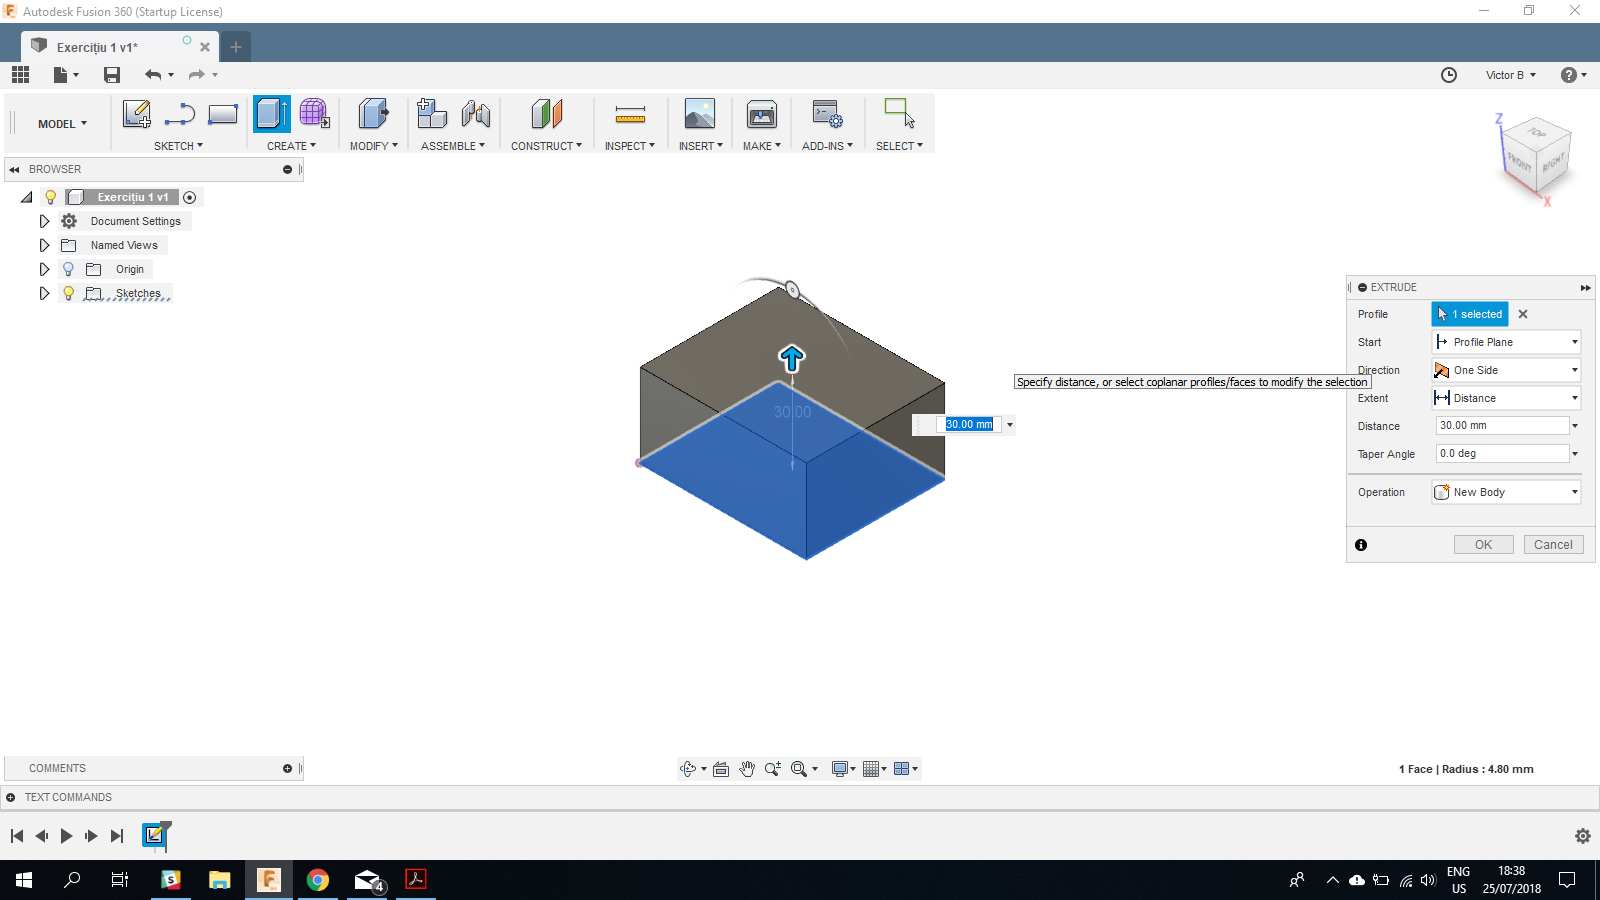 Autodesk Fusion 360 (Startup License)
Exercițiu 1 v1*
Victor B
MODEL
SKETCH
CREATE
MODIFY
ASSEMBLE
CONSTRUCT
INSPECT
INSERT
MAKE
ADD-INS
SELECT
BROWSER
Exercițiu 1 v1
Document Settings
Named Views
Origin
Sketches
Z
TOP
FRONT
RIGHT
X
30.00
30.00 mm
Specify distance, or select coplanar profiles/faces to modify the selection
EXTRUDE
Profile 1 selected
Start Profile Plane
Direction One Side
Extent Distance
Distance 30.00 mm
Taper Angle 0.0 deg
Operation New Body
OK Cancel
COMMENTS
1 Face | Radius : 4.80 mm
TEXT COMMANDS
4
ENG
US
18:38
25/07/2018